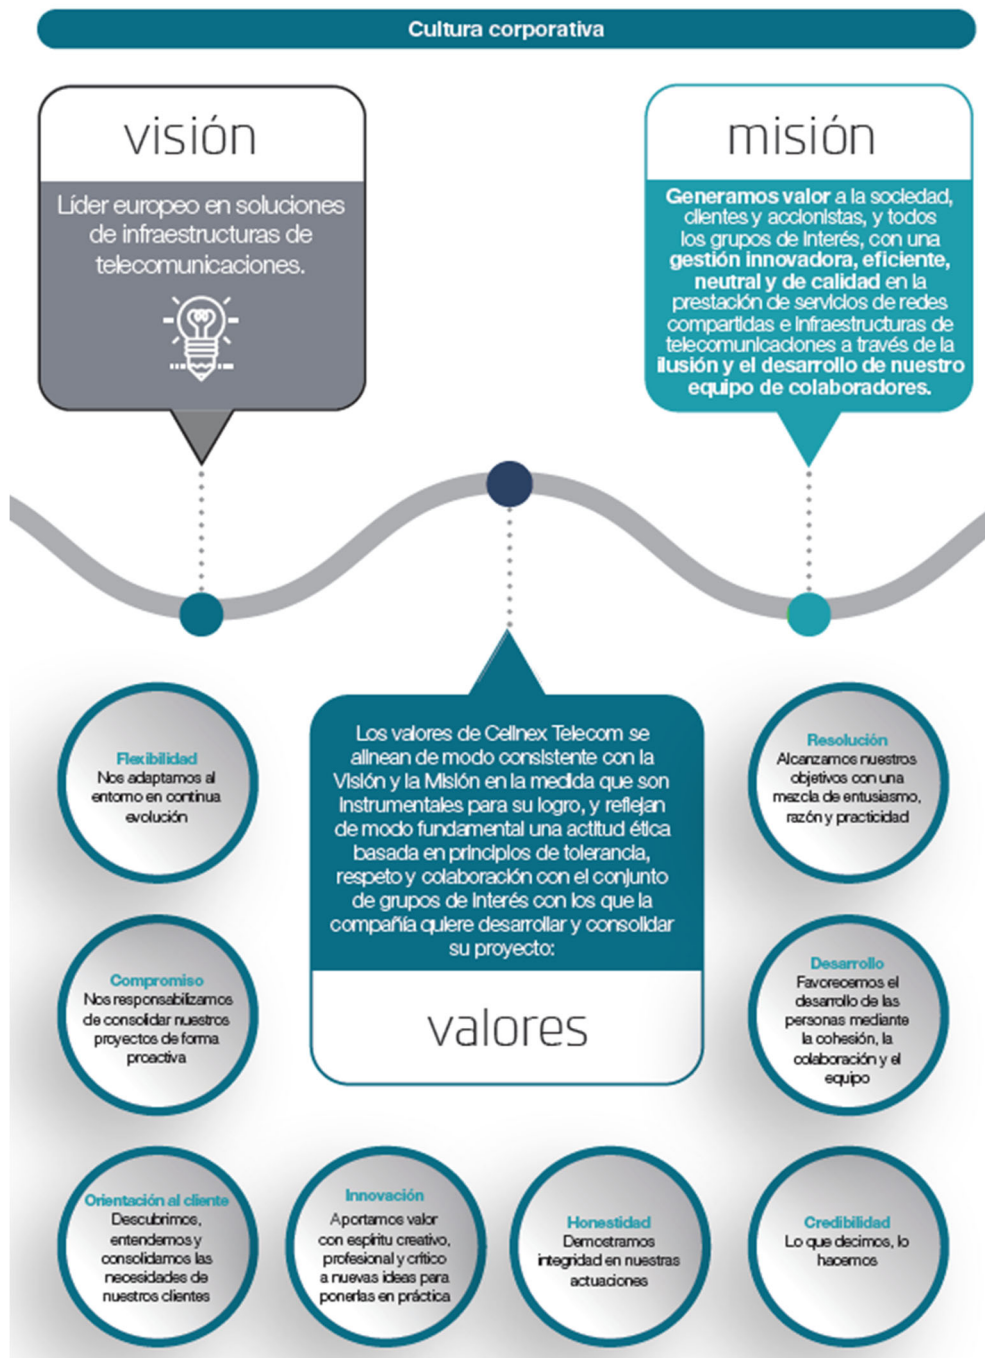 Cultura corporativa
visión
Líder europeo en soluciones
de infraestructuras de
telecomunicaciones.
misión
Generamos valor a la sociedad,
clientes y accionistas, y todos
los grupos de interés, con una
gestión innovadora, eficiente,
neutral y de calidad en la
prestación de servicios de redes
compartidas e infraestructuras de
telecomunicaciones a través de la
ilusión y el desarrollo de nuestro
equipo de colaboradores.
Los valores de Cellnex Telecom se
alinean de modo consistente con la
Visión y la Misión en la medida que son
instrumentales para su logro, y reflejan
de modo fundamental una actitud ética
basada en principios de tolerancia,
respeto y colaboración con el conjunto
de grupos de interés con los que la
compañía quiere desarrollar y consolidar
su proyecto:
valores
Flexibilidad
Nos adaptamos al
entorno en continua
evolución
Compromiso
Nos responsabilizamos
de consolidar nuestros
proyectos de forma
proactiva
Orientación al cliente
Descubrimos,
entendemos y
consolidamos las
necesidades de
nuestros clientes
Innovación
Aportamos valor
con espíritu creativo,
profesional y crítico
a nuevas ideas para
ponerlas en práctica
Honestidad
Demostramos
integridad en nuestras
actuaciones
Credibilidad
Lo que decimos, lo
hacemos
Desarrollo
Favorecemos el
desarrollo de las
personas mediante
la cohesión, la
colaboración y el
equipo
Resolución
Alcanzamos nuestros
objetivos con una
mezcla de entusiasmo,
razón y practicidad